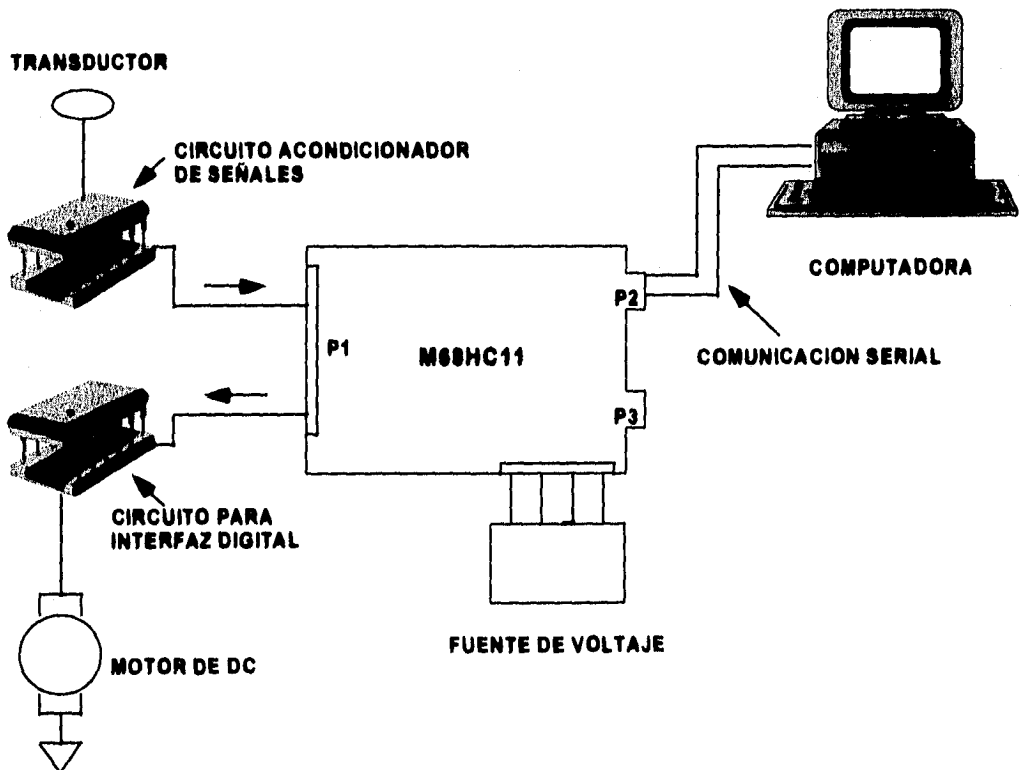 TRANSDUCTOR
CIRCUITO ACONDICIONADOR
DE SEÑALES
COMPUTADORA
P1
M68HC11
P2
COMUNICACION SERIAL
P3
CIRCUITO PARA
INTERFAZ DIGITAL
FUENTE DE VOLTAJE
MOTOR DE DC